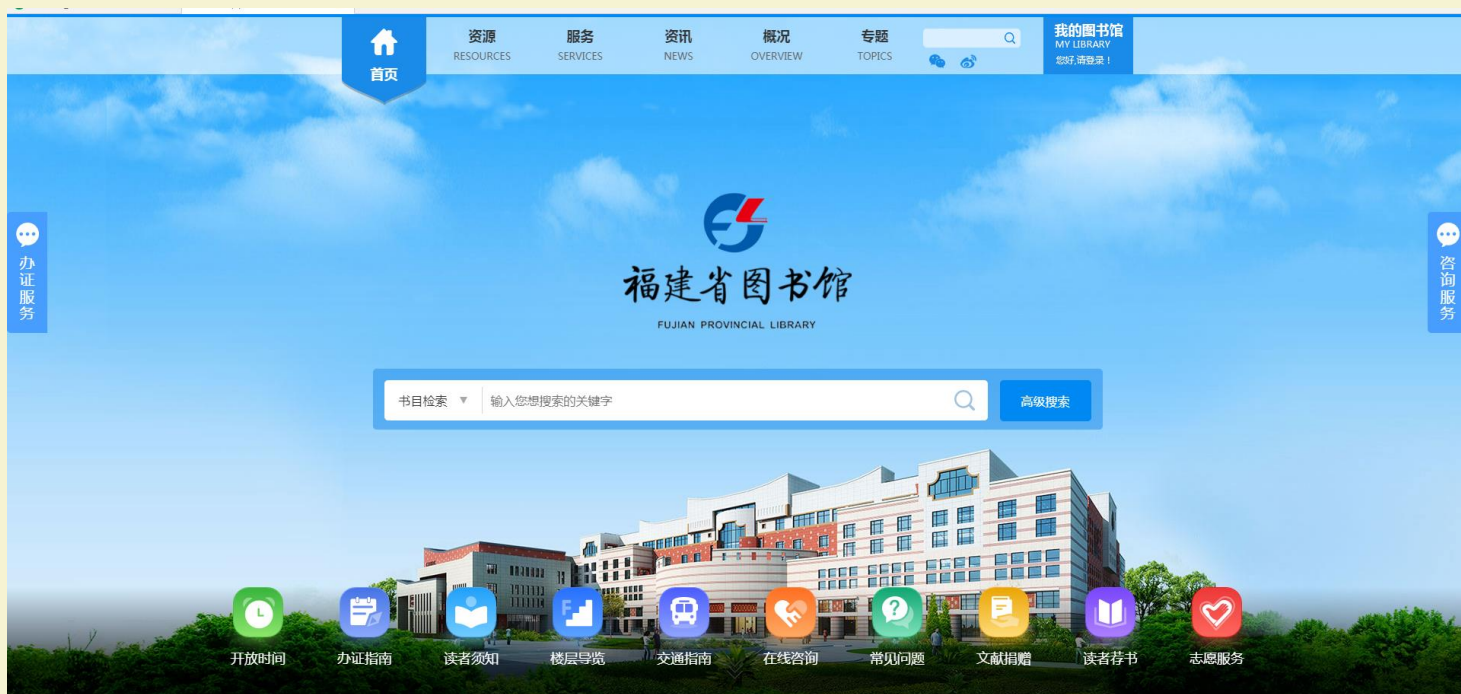 首页
资源
RESOURCES
服务
SERVICES
资讯
NEWS
概况
OVERVIEW
专题
TOPICS
我的图书馆
MY LIBRARY
您好,请登录！
办证服务
咨询服务
福建省图书馆
FUJIAN PROVINCIAL LIBRARY
书目检索 ▼ 输入您想搜索的关键字
高级搜索
开放时间
办证指南
读者须知
楼层导览
交通指南
在线咨询
常见问题
文献捐赠
读者荐书
志愿服务